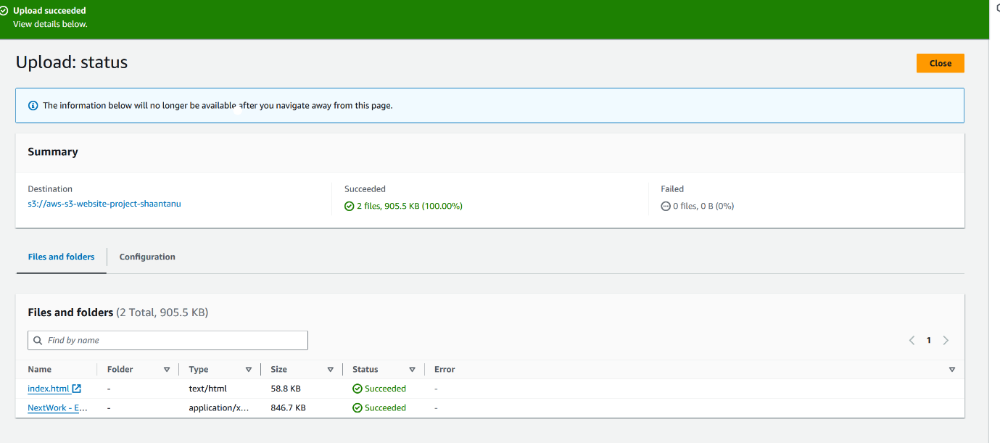 Upload succeeded
View details below.
Upload: status
Close
The information below will no longer be available after you navigate away from this page.
Summary
Destination
s3://aws-s3-website-project-shaantanu
Succeeded
2 files, 905.5 KB (100.00%)
Failed
0 files, 0 B (0%)
Files and folders
Configuration
Files and folders (2 Total, 905.5 KB)
Find by name
1
Name Folder Type Size Status Error
index.html - text/html 58.8 KB Succeeded -
NextWork - E... - application/x... 846.7 KB Succeeded -